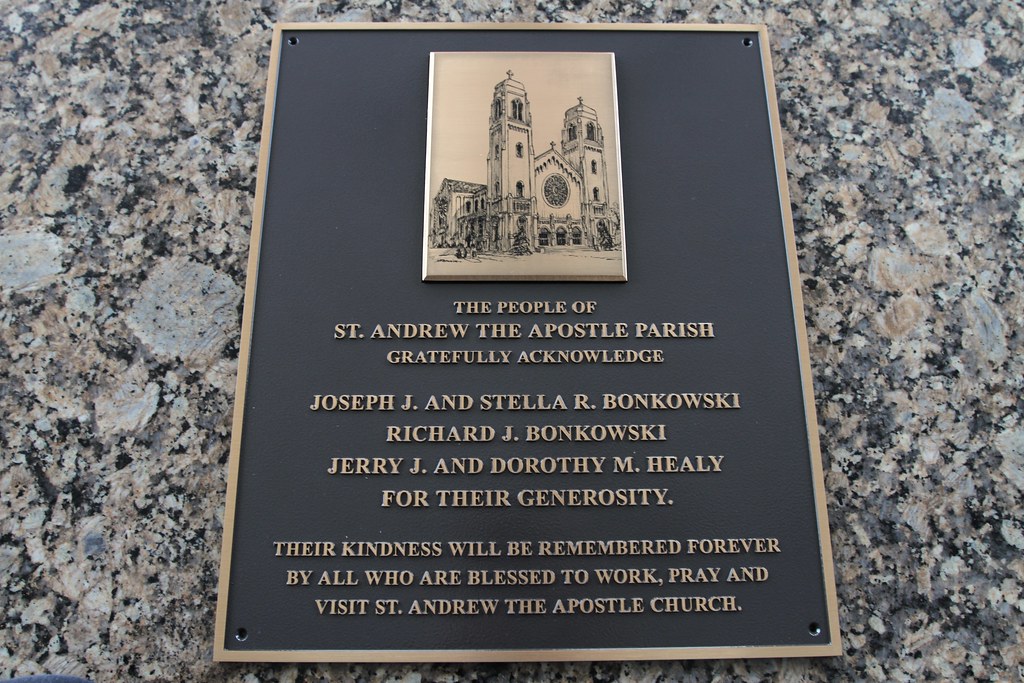 THE PEOPLE OF
ST. ANDREW THE APOSTLE PARISH
GRATEFULLY ACKNOWLEDGE
JOSEPH J. AND STELLA R. BONKOWSKI
RICHARD J. BONKOWSKI
JERRY J. AND DOROTHY M. HEALY
FOR THEIR GENEROSITY.
THEIR KINDNESS WILL BE REMEMBERED FOREVER
BY ALL WHO ARE BLESSED TO WORK, PRAY AND
VISIT ST. ANDREW THE APOSTLE CHURCH.